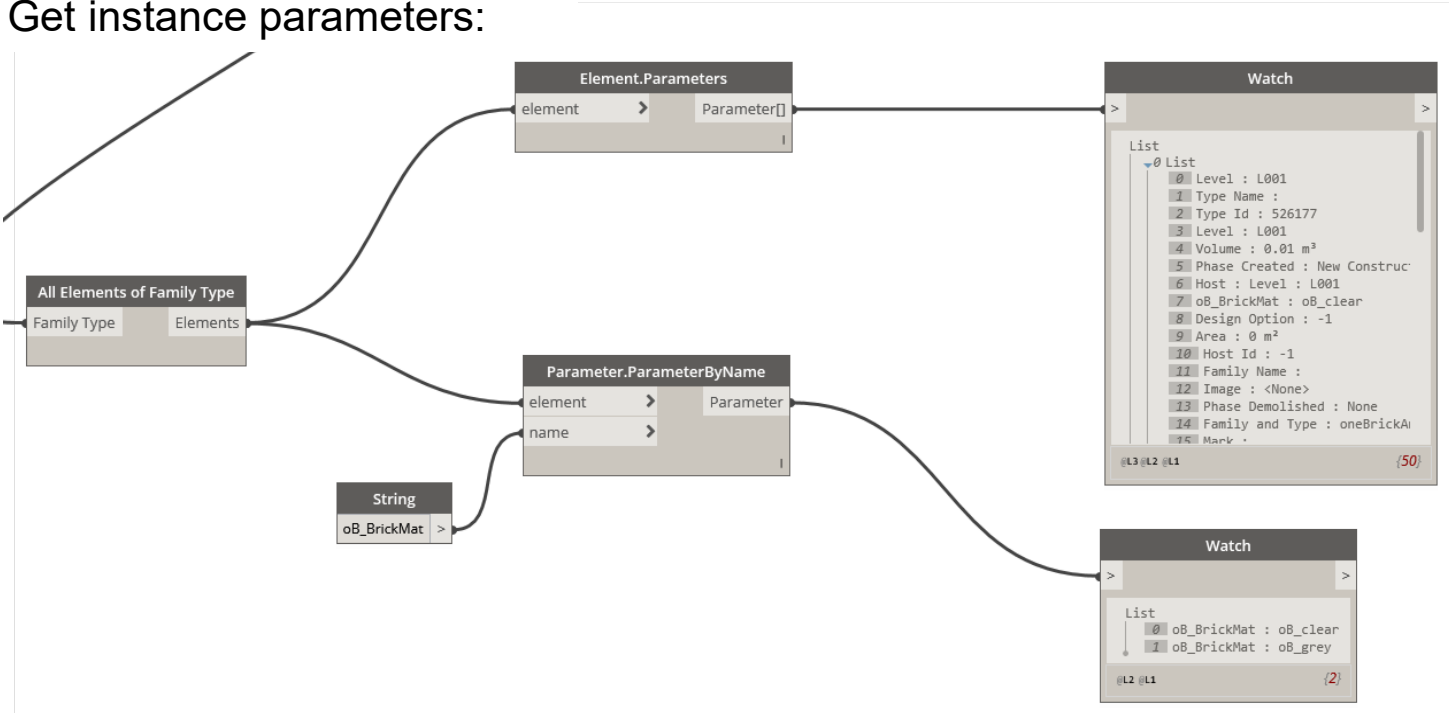 Get instance parameters:
Element.Parameters
element > Parameter[]
l
Watch
> >
List
0 List
0 Level : L001
1 Type Name :
2 Type Id : 526177
3 Level : L001
4 Volume : 0.01 m³
5 Phase Created : New Construc
6 Host : Level : L001
7 oB_BrickMat : oB_clear
8 Design Option : -1
9 Area : 0 m²
10 Host Id : -1
11 Family Name :
12 Image : <None>
13 Phase Demolished : None
14 Family and Type : oneBrickA
15 Mark :
@L3 @L2 @L1 {50}
All Elements of Family Type
Family Type Elements
Parameter.ParameterByName
element > Parameter
name >
l
String
oB_BrickMat >
Watch
> >
List
0 oB_BrickMat : oB_clear
1 oB_BrickMat : oB_grey
@L2 @L1 {2}